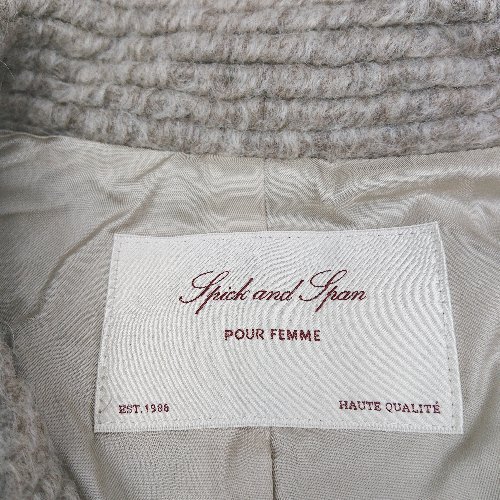 Spick and Span
POUR FEMME
EST. 1986
HAUTE QUALITÉ